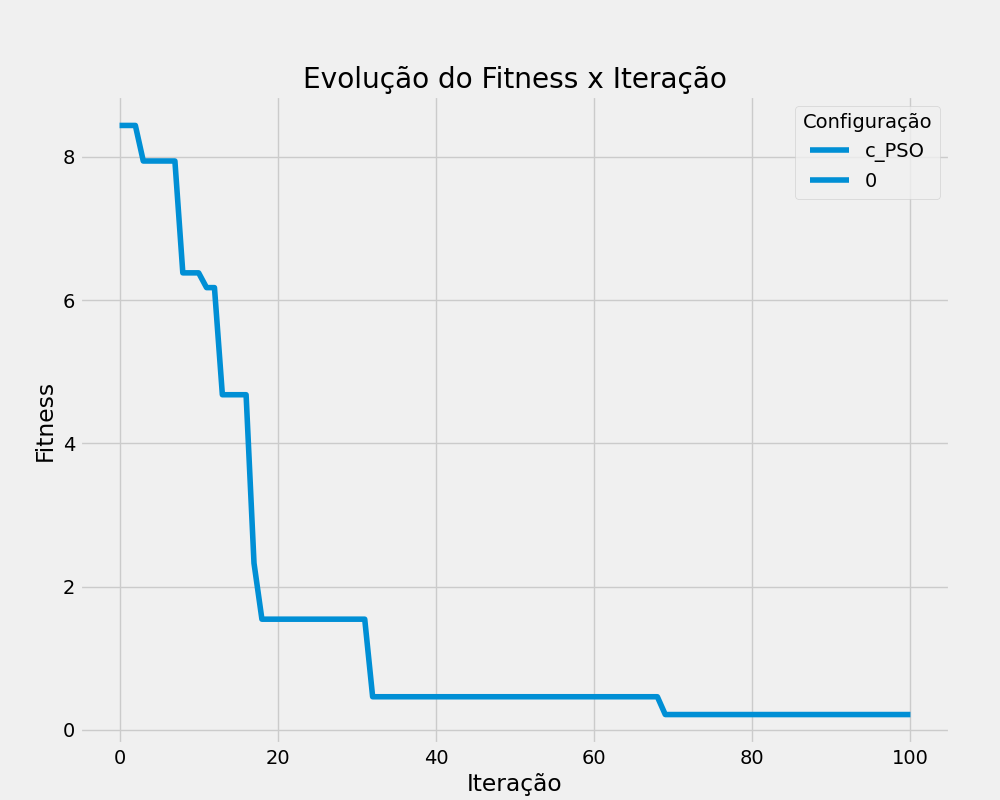 Evolução do Fitness x Iteração
Configuração
c_PSO
0
Fitness
8
6
4
2
0
0 20 40 60 80 100
Iteração